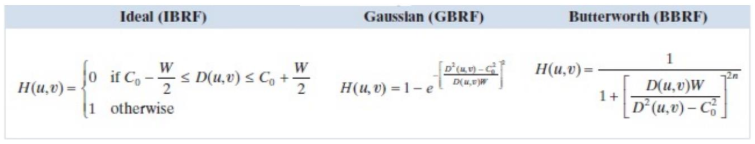 Ideal (IBRF) Gaussian (GBRF) Butterworth (BBRF)
H(u,v) = { 0 if C₀ − W/2 ≤ D(u,v) ≤ C₀ + W/2
1 otherwise
H(u,v) = 1 − e^−[(D²(u,v) − C₀²)/(D(u,v)W)]²
H(u,v) = 1/(1 + [D(u,v)W/(D²(u,v) − C₀²)]²ⁿ)